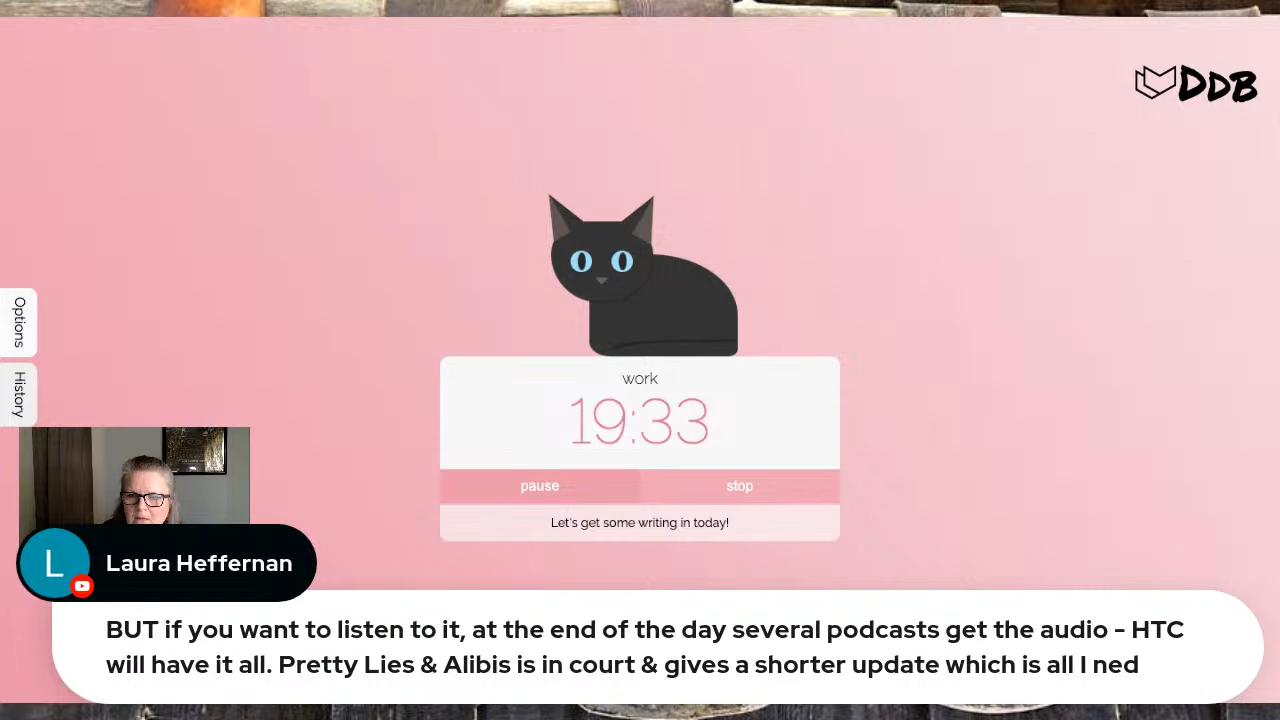 DDB
Options
History
work
19:33
pause
stop
Let's get some writing in today!
L
Laura Heffernan
BUT if you want to listen to it, at the end of the day several podcasts get the audio - HTC
will have it all. Pretty Lies & Alibis is in court & gives a shorter update which is all I ned